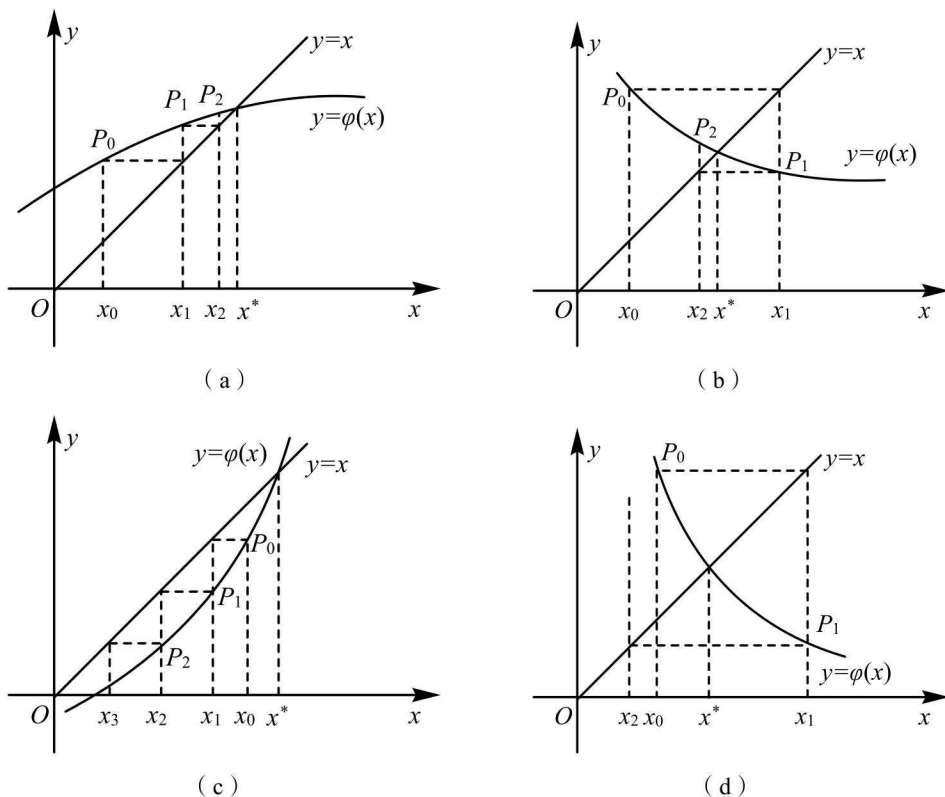 y
y=x
P₀
P₁
P₂
y=φ(x)
O
x₀
x₁
x₂
x*
x
（a）
y
y=x
P₀
P₂
P₁
y=φ(x)
O
x₀
x₂
x*
x₁
x
（b）
y
y=φ(x)
y=x
P₀
P₁
P₂
O
x₃
x₂
x₁
x₀
x*
x
（c）
y
P₀
y=x
P₁
y=φ(x)
O
x₂
x₀
x*
x₁
x
（d）